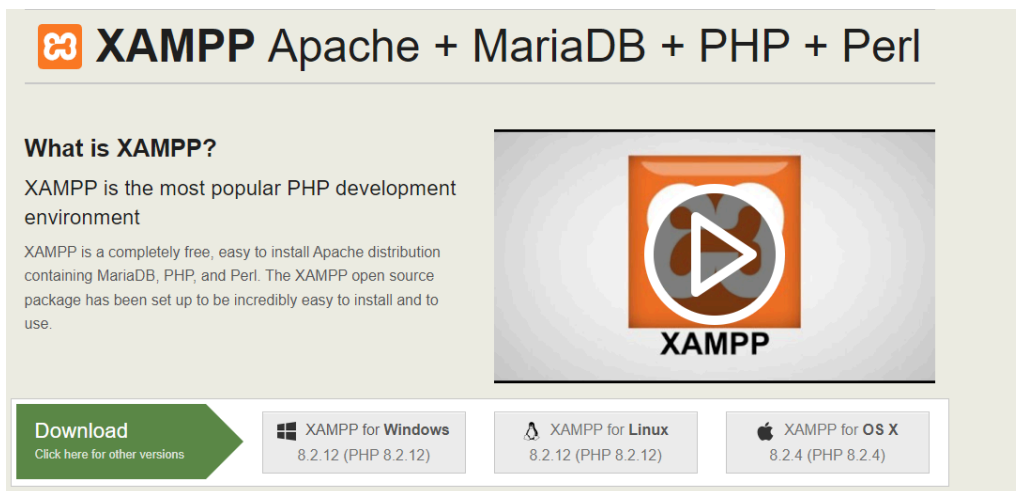 XAMPP Apache + MariaDB + PHP + Perl
What is XAMPP?
XAMPP is the most popular PHP development
environment
XAMPP is a completely free, easy to install Apache distribution
containing MariaDB, PHP, and Perl. The XAMPP open source
package has been set up to be incredibly easy to install and to
use.
XAMPP
Download
Click here for other versions
XAMPP for Windows
8.2.12 (PHP 8.2.12)
XAMPP for Linux
8.2.12 (PHP 8.2.12)
XAMPP for OS X
8.2.4 (PHP 8.2.4)